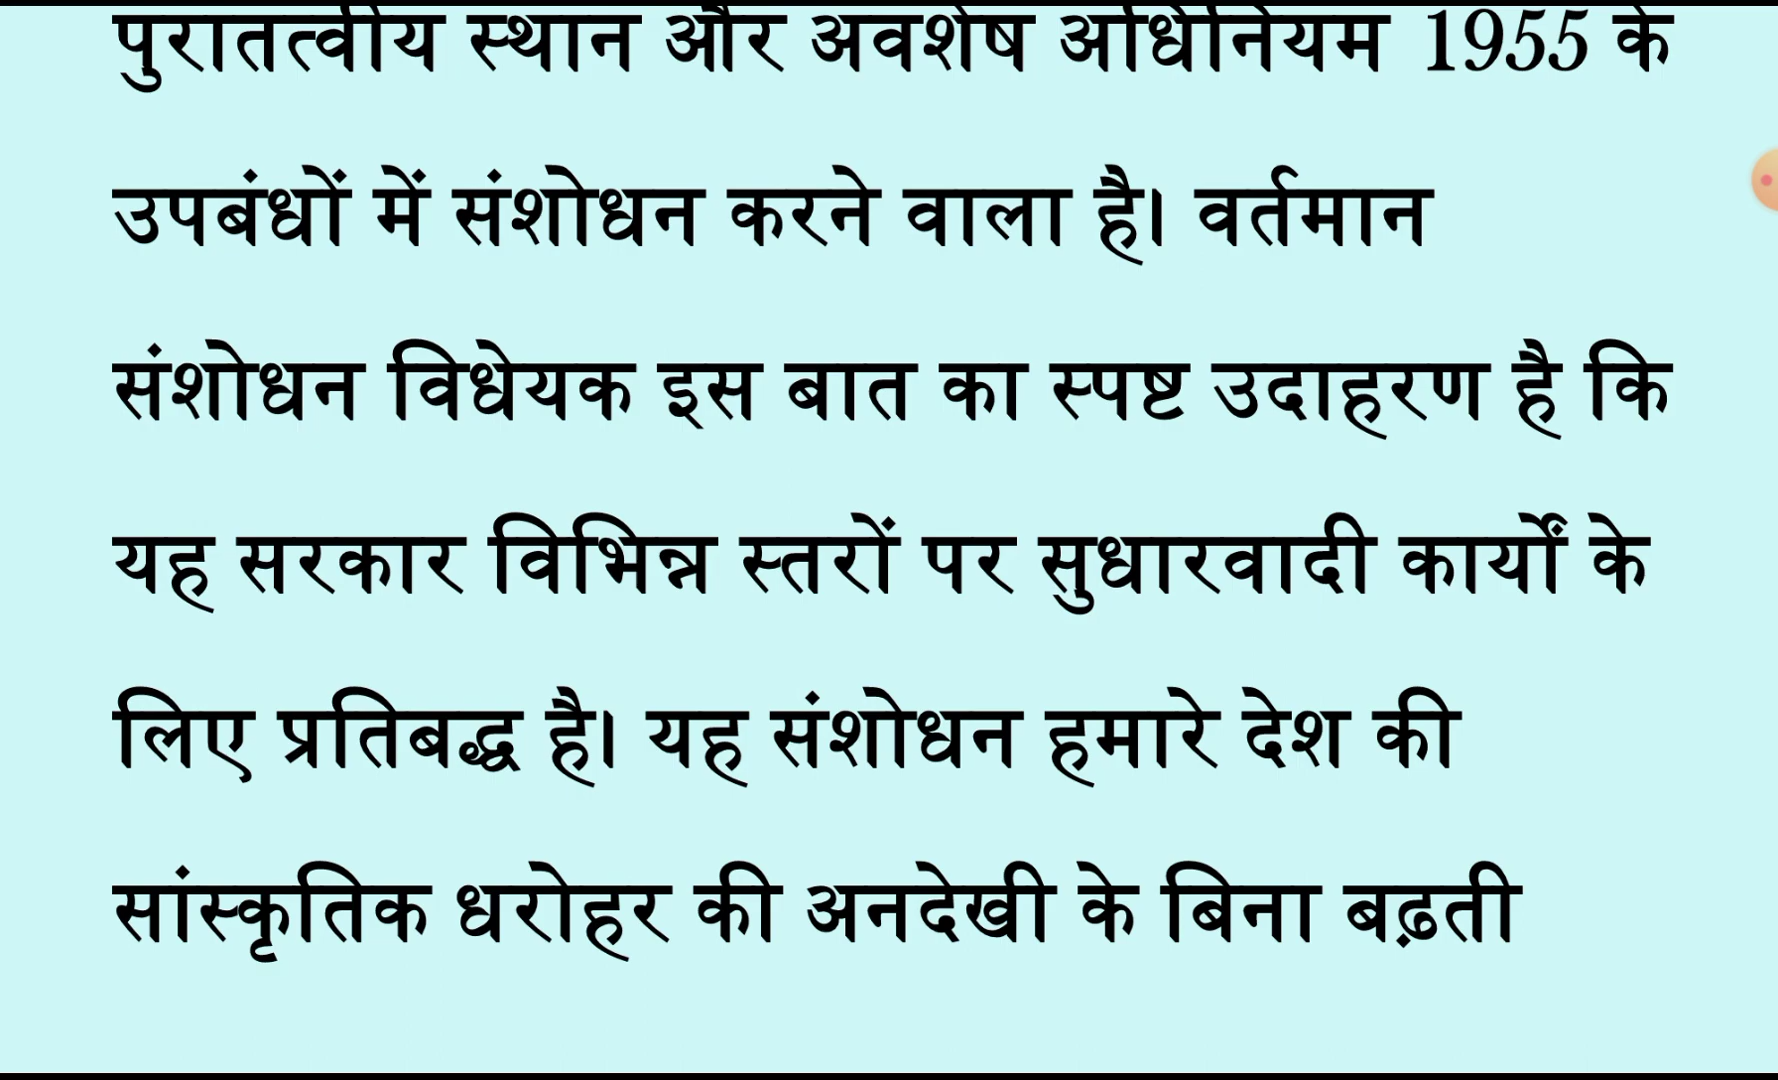 पुरातत्वीय स्थान और अवशेष अधिनियम 1955 के
उपबंधों में संशोधन करने वाला है। वर्तमान
संशोधन विधेयक इस बात का स्पष्ट उदाहरण है कि
यह सरकार विभिन्न स्तरों पर सुधारवादी कार्यों के
लिए प्रतिबद्ध है। यह संशोधन हमारे देश की
सांस्कृतिक धरोहर की अनदेखी के बिना बढ़ती